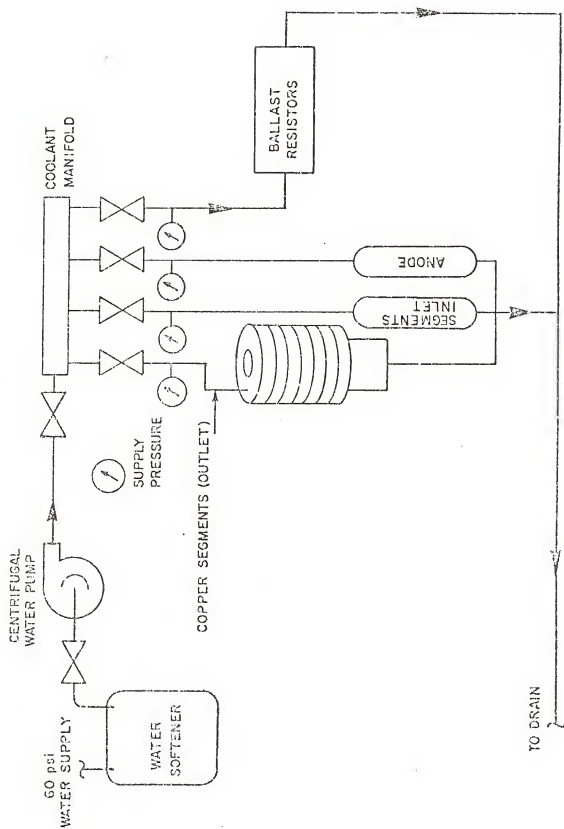 60 psi
WATER SUPPLY
WATER
SOFTENER
CENTRIFUGAL
WATER PUMP
SUPPLY
PRESSURE
COOLANT
MANIFOLD
COPPER SEGMENTS (OUTLET)
SEGMENTS
INLET
ANODE
BALLAST
RESISTORS
TO DRAIN